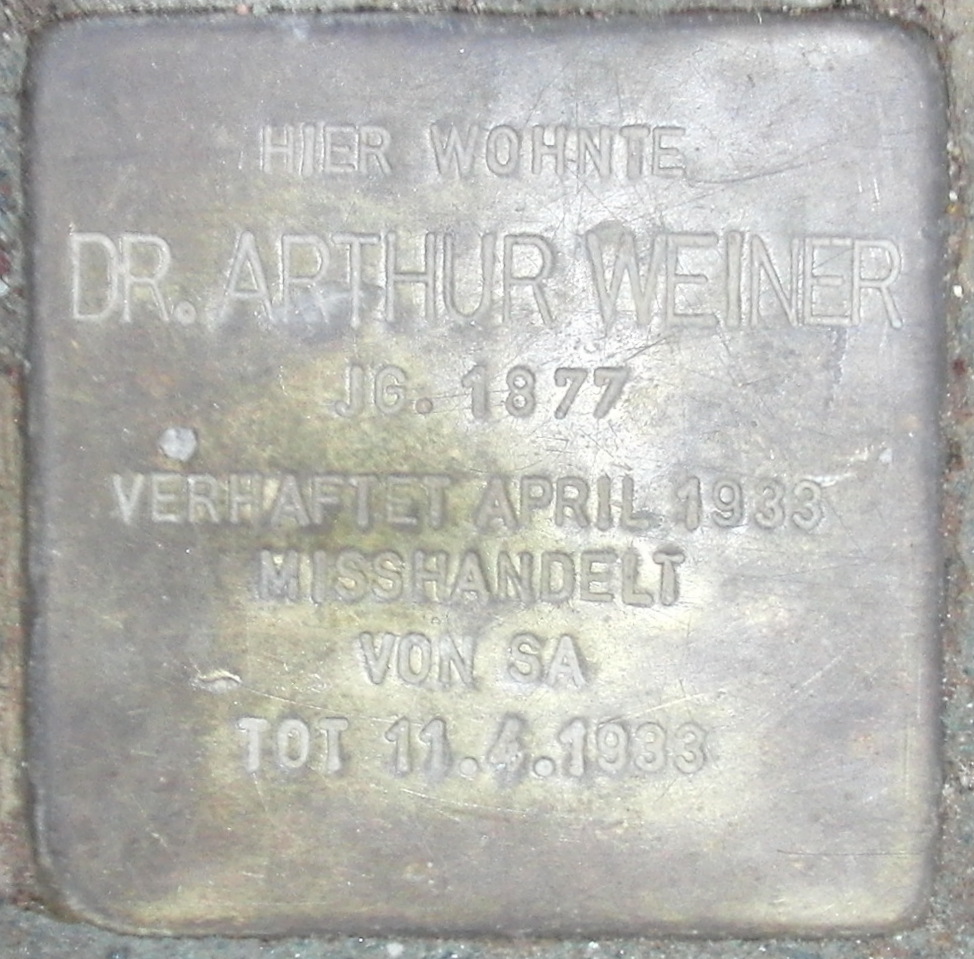 HIER WOHNTE
DR. ARTHUR WEINER
JG. 1877
VERHAFTET APRIL 1933
MISSHANDELT
VON SA
TOT 11.4.1933